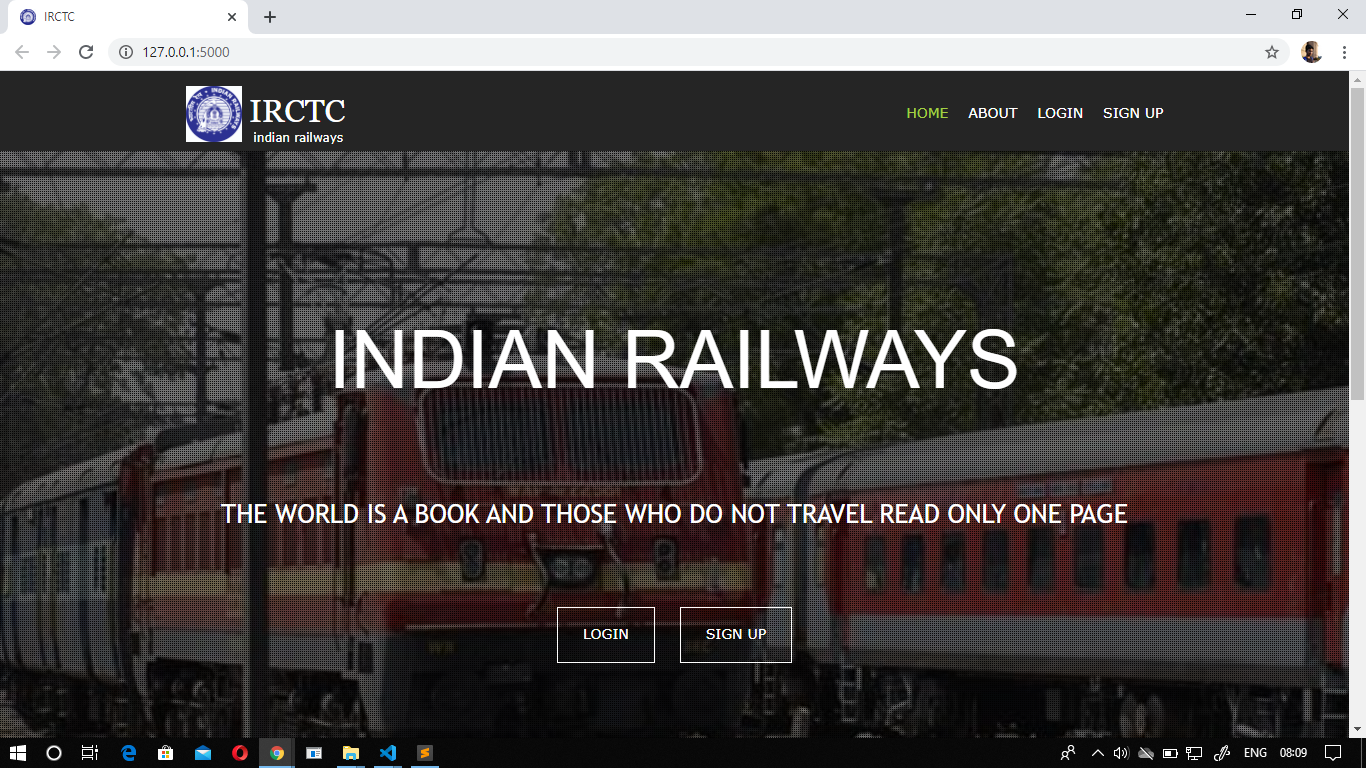 IRCTC
127.0.0.1:5000
IRCTC
indian railways
HOME ABOUT LOGIN SIGN UP
INDIAN RAILWAYS
THE WORLD IS A BOOK AND THOSE WHO DO NOT TRAVEL READ ONLY ONE PAGE
LOGIN SIGN UP
ENG 08:09